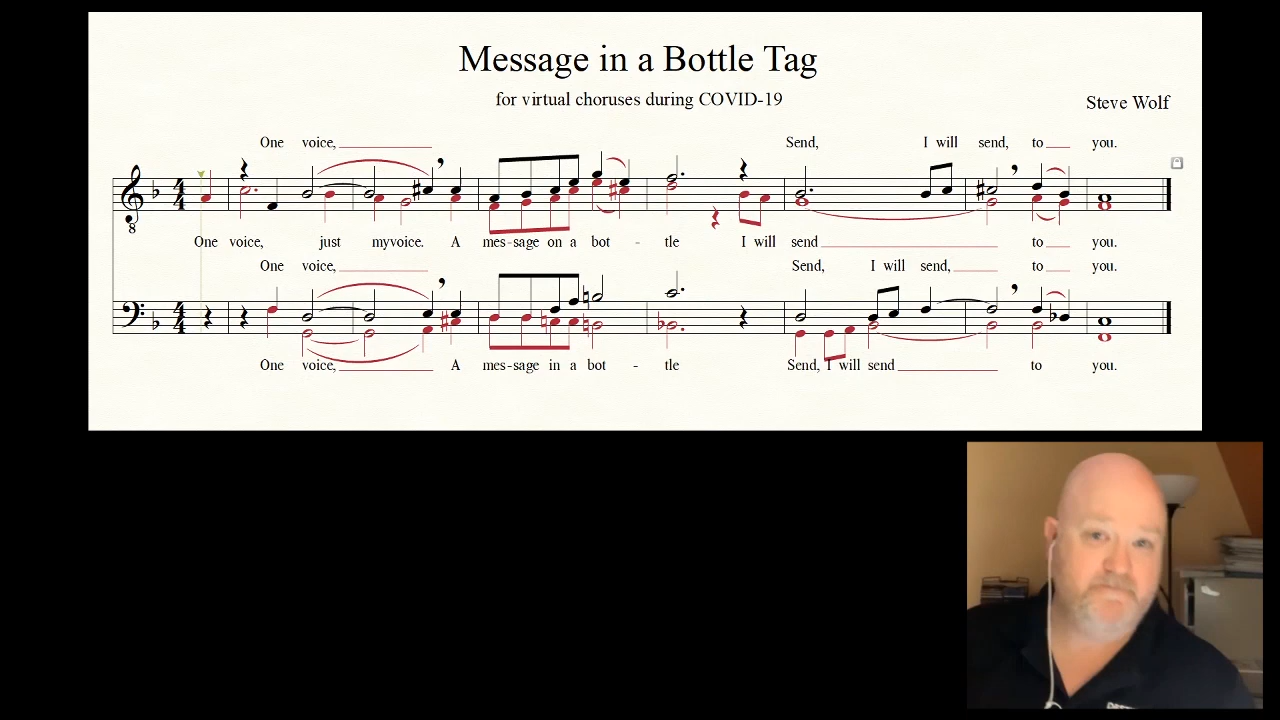 Message in a Bottle Tag
for virtual choruses during COVID-19
Steve Wolf
One voice, Send, I will send, to you.
8
One voice, just myvoice. A mes-sage on a bot - tle I will send to you.
One voice, Send, I will send, to you.
One voice, A mes-sage in a bot - tle Send, I will send to you.